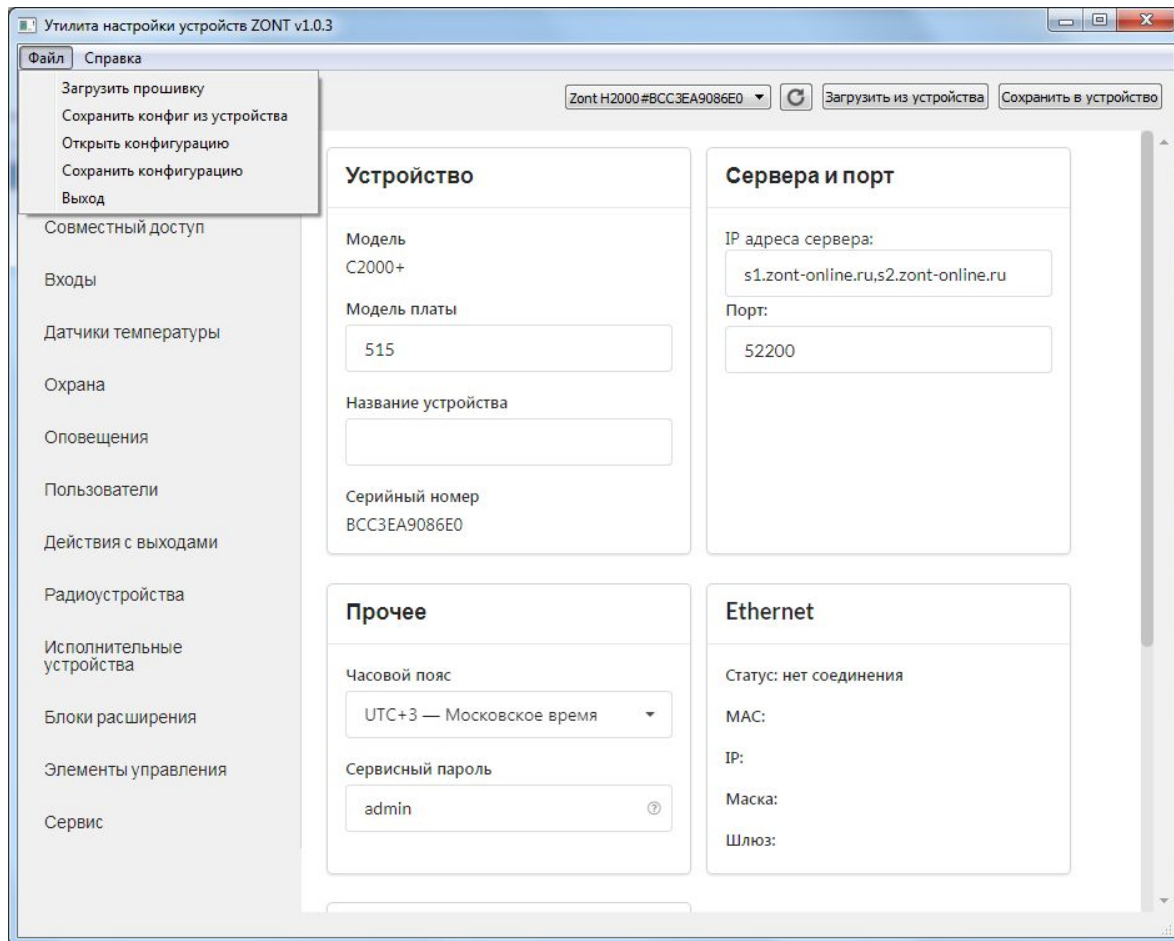 Утилита настройки устройств ZONT v1.0.3
Файл Справка
Загрузить прошивку
Сохранить конфиг из устройства
Открыть конфигурацию
Сохранить конфигурацию
Выход
Zont H2000#BCC3EA9086E0 Загрузить из устройства Сохранить в устройство
Совместный доступ
Входы
Датчики температуры
Охрана
Оповещения
Пользователи
Действия с выходами
Радиоустройства
Исполнительные
устройства
Блоки расширения
Элементы управления
Сервис
Устройство
Модель
C2000+
Модель платы
515
Название устройства
Серийный номер
BCC3EA9086E0
Сервера и порт
IP адреса сервера:
s1.zont-online.ru,s2.zont-online.ru
Порт:
52200
Прочее
Часовой пояс
UTC+3 — Московское время
Сервисный пароль
admin
Ethernet
Статус: нет соединения
MAC:
IP:
Маска:
Шлюз: